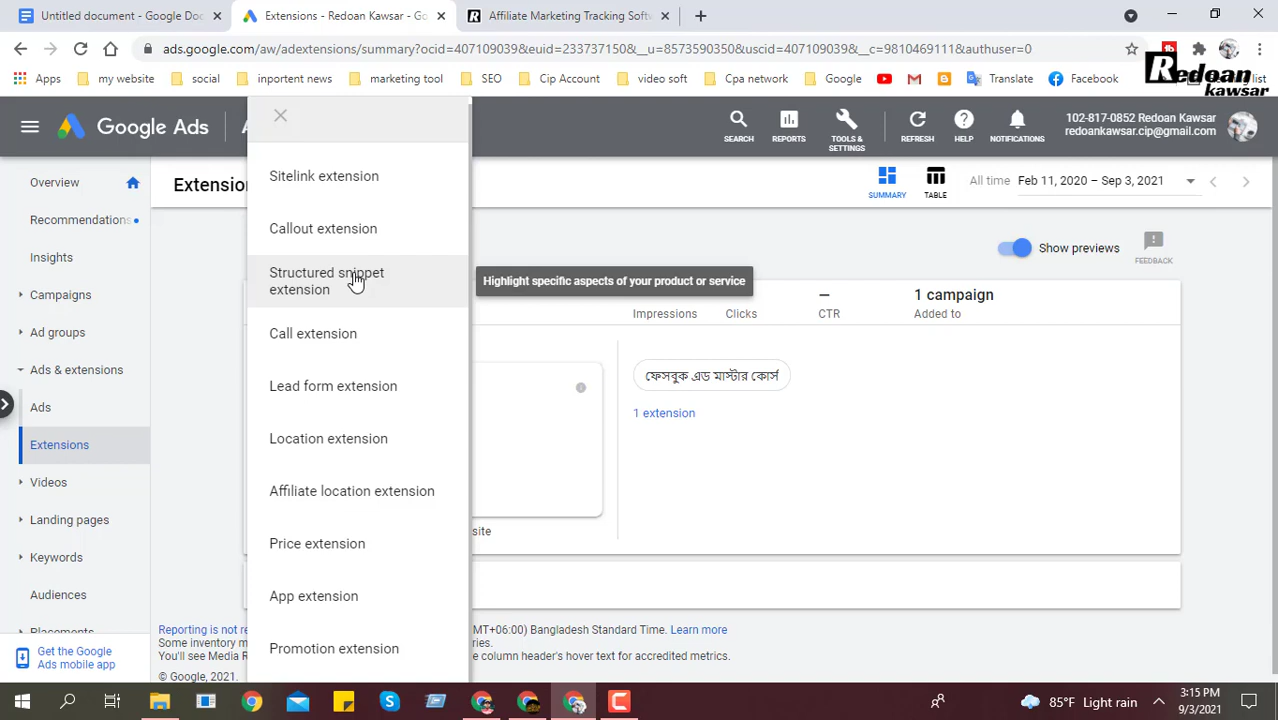 Untitled document - Google Doc
Extensions - Redoan Kawsar - Go
Affiliate Marketing Tracking Softw
ads.google.com/aw/adextensions/summary?ocid=407109039&euid=233737150&__u=8573590350&uscid=407109039&__c=9810469111&authuser=0
Apps
my website
social
inportent news
marketing tool
SEO
Cip Account
video soft
Cpa network
Google
Translate
Facebook
Redoan
kawsar
Google Ads
SEARCH
REPORTS
TOOLS &
SETTINGS
REFRESH
HELP
NOTIFICATIONS
102-817-0852 Redoan Kawsar
redoankawsar.cip@gmail.com
Overview
Recommendations
Insights
Campaigns
Ad groups
Ads & extensions
Ads
Extensions
Videos
Landing pages
Keywords
Audiences
Placements
Get the Google
Ads mobile app
Extension
SUMMARY
TABLE
All time
Feb 11, 2020 – Sep 3, 2021
Show previews
FEEDBACK
Sitelink extension
Callout extension
Structured snippet
extension
Call extension
Lead form extension
Location extension
Affiliate location extension
Price extension
App extension
Promotion extension
Highlight specific aspects of your product or service
Impressions
Clicks
–
CTR
1 campaign
Added to
ফেসবুক এড মাস্টার কোর্স
1 extension
site
Reporting is not re
MT+06:00) Bangladesh Standard Time. Learn more
Some inventory m
ries.
You'll see Media R
e column header's hover text for accredited metrics.
© Google, 2021.
85°F Light rain
3:15 PM
9/3/2021